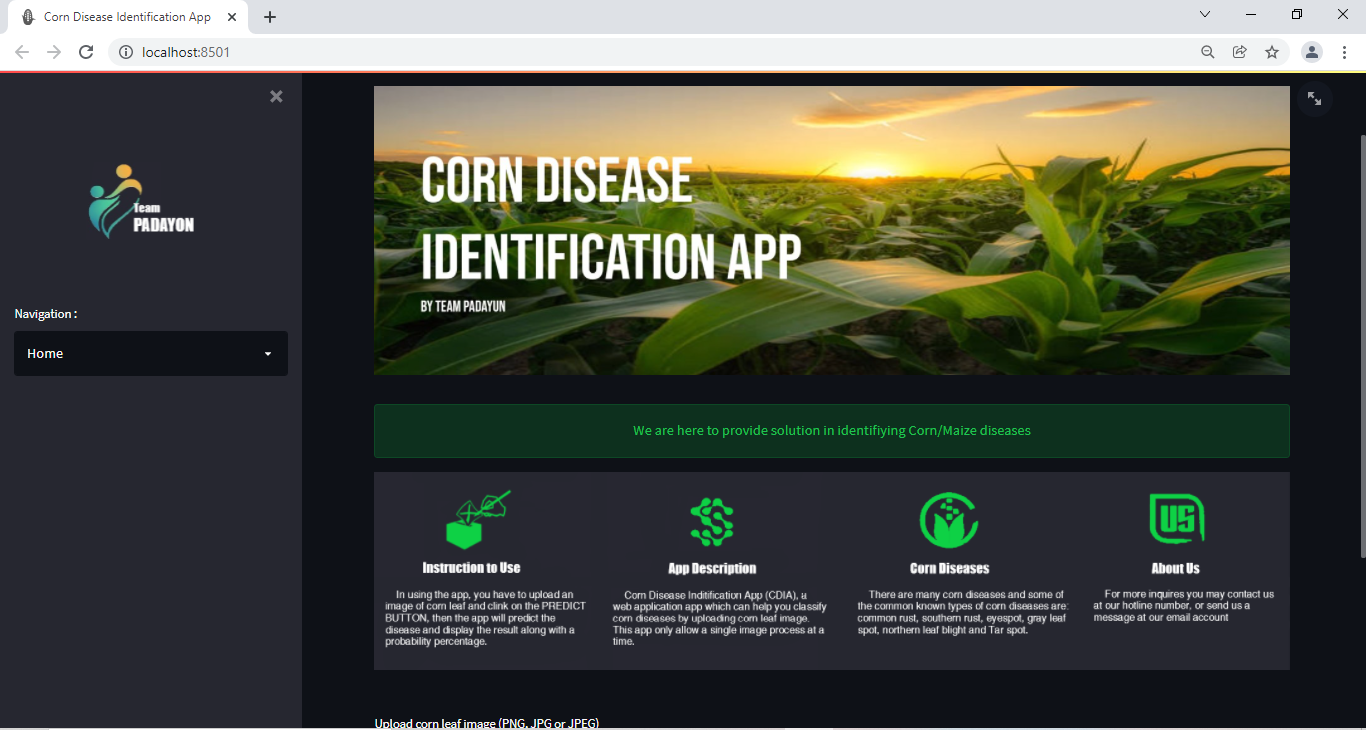 Corn Disease Identification App
localhost:8501
Team
PADAYON
Navigation :
Home
CORN DISEASE
IDENTIFICATION APP
BY TEAM PADAYUN
We are here to provide solution in identifiying Corn/Maize diseases
Instruction to Use
In using the app, you have to upload an
image of corn leaf and clink on the PREDICT
BUTTON, then the app will predict the
disease and display the result along with a
probability percentage.
App Description
Corn Disease Inditification App (CDIA), a
web application app which can help you classify
corn diseases by uploading corn leaf image.
This app only allow a single image process at a
time.
Corn Diseases
There are many corn diseases and some of
the common known types of corn diseases are:
common rust, southern rust, eyespot, gray leaf
spot, northern leaf blight and Tar spot.
US
About Us
For more inquires you may contact us
at our hotline number, or send us a
message at our email account
Upload corn leaf image (PNG, JPG or JPEG)